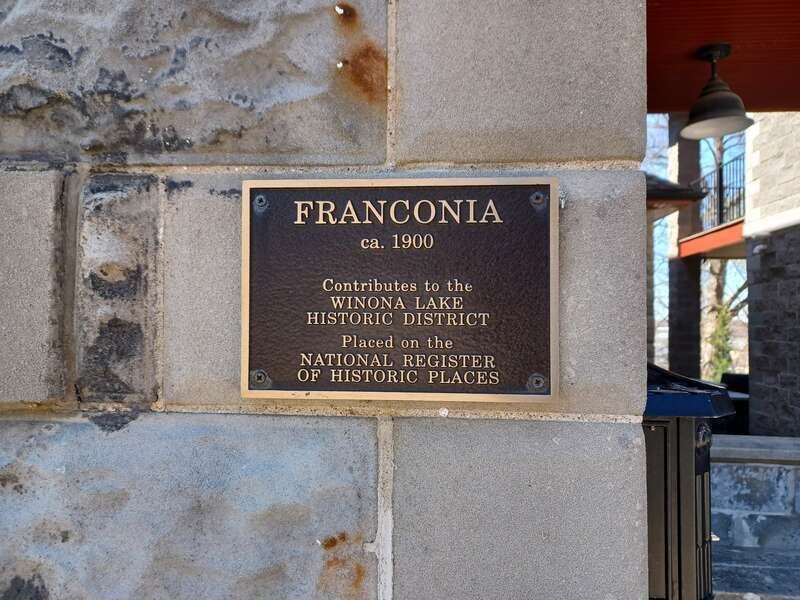 FRANCONIA
ca. 1900
Contributes to the
WINONA LAKE
HISTORIC DISTRICT
Placed on the
NATIONAL REGISTER
OF HISTORIC PLACES